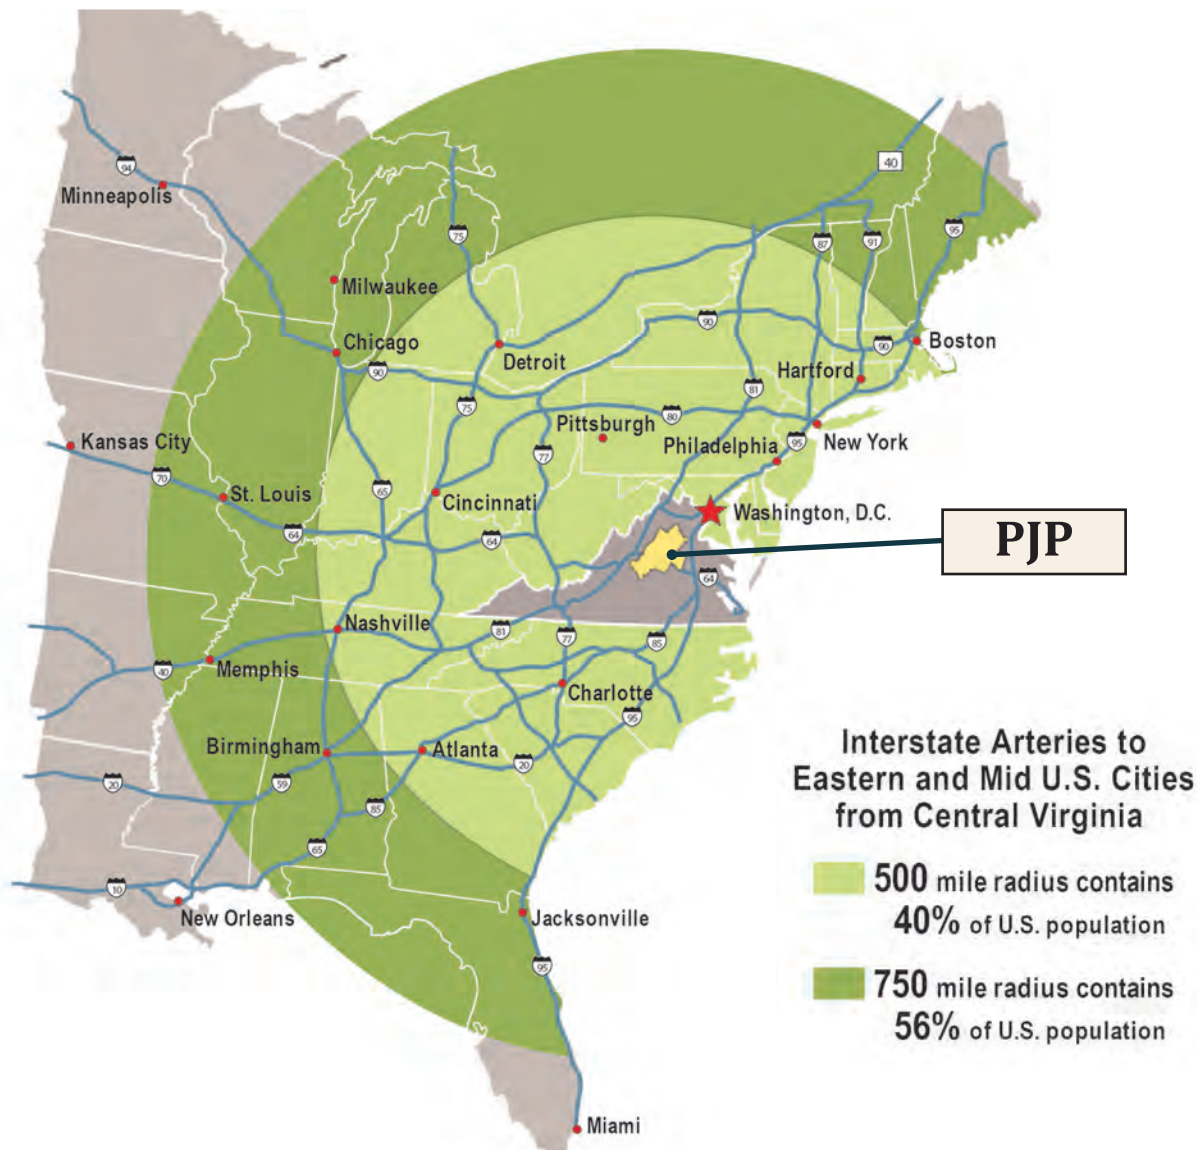 94
Minneapolis
40
75
87
91
95
Milwaukee
Chicago
90
Detroit
90
90
Boston
Hartford
75
81
80
Pittsburgh
New York
Kansas City
Philadelphia
95
77
70
St. Louis
65
Cincinnati
Washington, D.C.
64
64
PJP
64
Nashville
81
77
85
40
Memphis
Charlotte
95
Birmingham
Atlanta
20
20
59
85
65
10
New Orleans
Jacksonville
95
Miami
Interstate Arteries to
Eastern and Mid U.S. Cities
from Central Virginia
500 mile radius contains
40% of U.S. population
750 mile radius contains
56% of U.S. population